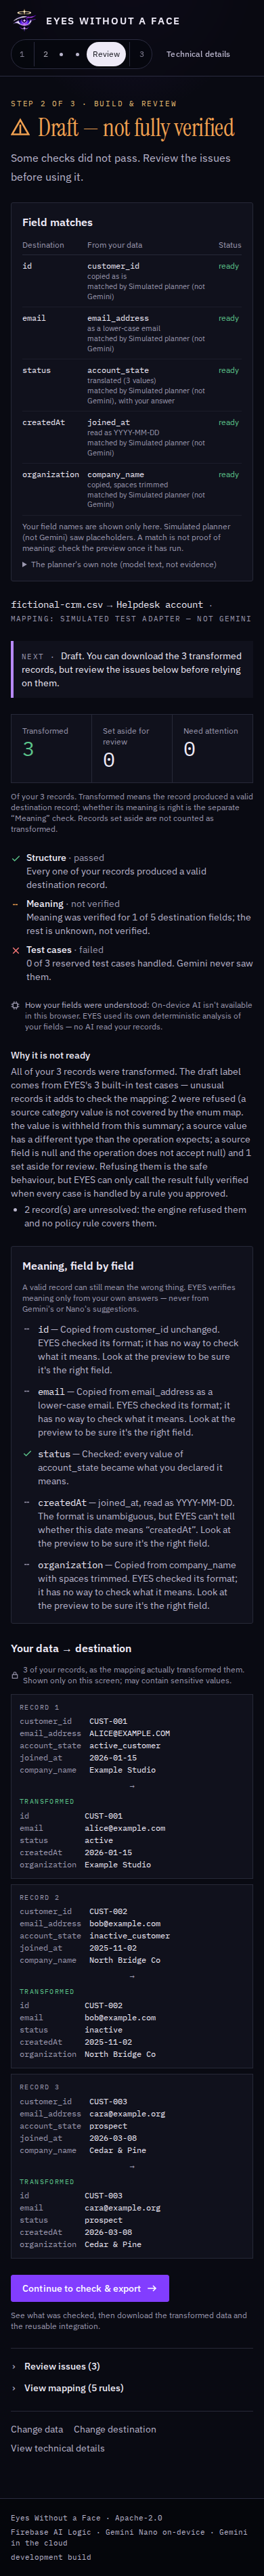 EYES WITHOUT A FACE
1 2 Review 3 Technical details
STEP 2 OF 3 · BUILD & REVIEW
Draft — not fully verified
Some checks did not pass. Review the issues
before using it.
Field matches
Destination From your data Status
id customer_id ready
copied as is
matched by Simulated planner (not
Gemini)
email email_address ready
as a lower-case email
matched by Simulated planner (not
Gemini)
status account_state ready
translated (3 values)
matched by Simulated planner (not
Gemini), with your answer
createdAt joined_at ready
read as YYYY-MM-DD
matched by Simulated planner (not
Gemini)
organization company_name ready
copied, spaces trimmed
matched by Simulated planner (not
Gemini)
Your field names are shown only here. Simulated planner
(not Gemini) saw placeholders. A match is not proof of
meaning: check the preview once it has run.
▶ The planner's own note (model text, not evidence)
fictional-crm.csv → Helpdesk account ·
MAPPING: SIMULATED TEST ADAPTER — NOT GEMINI
NEXT · Draft. You can download the 3 transformed
records, but review the issues below before relying
on them.
Transformed
3
Set aside for
review
0
Need attention
0
Of your 3 records. Transformed means the record produced a valid
destination record; whether its meaning is right is the separate
“Meaning” check. Records set aside are not counted as
transformed.
Structure · passed
Every one of your records produced a valid
destination record.
Meaning · not verified
Meaning was verified for 1 of 5 destination fields; the
rest is unknown, not verified.
Test cases · failed
0 of 3 reserved test cases handled. Gemini never saw
them.
How your fields were understood: On-device AI isn't available
in this browser. EYES used its own deterministic analysis of
your fields — no AI read your records.
Why it is not ready
All of your 3 records were transformed. The draft label
comes from EYES's 3 built-in test cases — unusual
records it adds to check the mapping: 2 were refused (a
source category value is not covered by the enum map.
the value is withheld from this summary; a source value
has a different type than the operation expects; a source
field is null and the operation does not accept null) and 1
set aside for review. Refusing them is the safe
behaviour, but EYES can only call the result fully verified
when every case is handled by a rule you approved.
• 2 record(s) are unresolved: the engine refused them
and no policy rule covers them.
Meaning, field by field
A valid record can still mean the wrong thing. EYES verifies
meaning only from your own answers — never from
Gemini's or Nano's suggestions.
id — Copied from customer_id unchanged.
EYES checked its format; it has no way to check
what it means. Look at the preview to be sure
it's the right field.
email — Copied from email_address as a
lower-case email. EYES checked its format; it
has no way to check what it means. Look at the
preview to be sure it's the right field.
status — Checked: every value of
account_state became what you declared it
means.
createdAt — joined_at, read as YYYY-MM-DD.
The format is unambiguous, but EYES can't tell
whether this date means “createdAt”. Look at
the preview to be sure it's the right field.
organization — Copied from company_name
with spaces trimmed. EYES checked its format;
it has no way to check what it means. Look at
the preview to be sure it's the right field.
Your data → destination
3 of your records, as the mapping actually transformed them.
Shown only on this screen; may contain sensitive values.
RECORD 1
customer_id CUST-001
email_address ALICE@EXAMPLE.COM
account_state active_customer
joined_at 2026-01-15
company_name Example Studio
→
TRANSFORMED
id CUST-001
email alice@example.com
status active
createdAt 2026-01-15
organization Example Studio
RECORD 2
customer_id CUST-002
email_address bob@example.com
account_state inactive_customer
joined_at 2025-11-02
company_name North Bridge Co
→
TRANSFORMED
id CUST-002
email bob@example.com
status inactive
createdAt 2025-11-02
organization North Bridge Co
RECORD 3
customer_id CUST-003
email_address cara@example.org
account_state prospect
joined_at 2026-03-08
company_name Cedar & Pine
→
TRANSFORMED
id CUST-003
email cara@example.org
status prospect
createdAt 2026-03-08
organization Cedar & Pine
Continue to check & export →
See what was checked, then download the transformed data and
the reusable integration.
› Review issues (3)
› View mapping (5 rules)
Change data Change destination
View technical details
Eyes Without a Face · Apache-2.0
Firebase AI Logic · Gemini Nano on-device · Gemini
in the cloud
development build